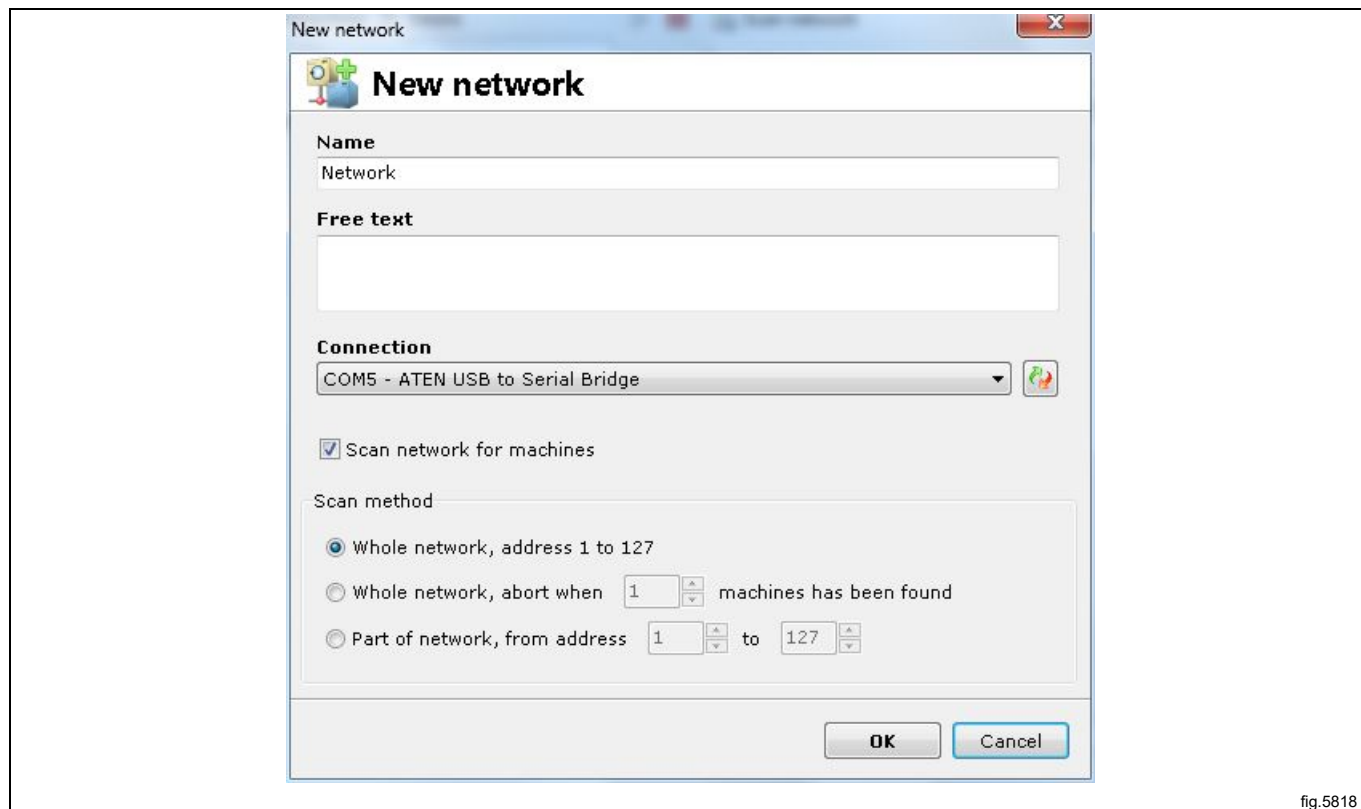 New network
New network
Name
Network
Free text
Connection
COM5 - ATEN USB to Serial Bridge
Scan network for machines
Scan method
Whole network, address 1 to 127
Whole network, abort when 1 machines has been found
Part of network, from address 1 to 127
OK Cancel
fig.5818